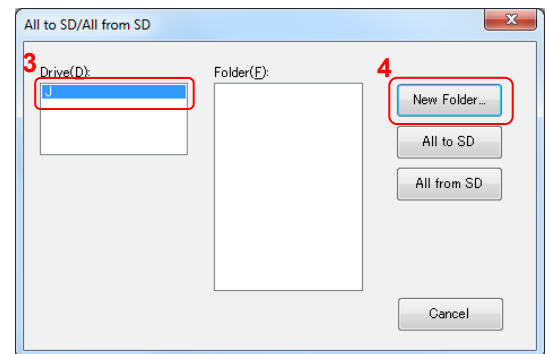 All to SD/All from SD
3
Drive(D):
J
Folder(F):
4
New Folder...
All to SD
All from SD
Cancel